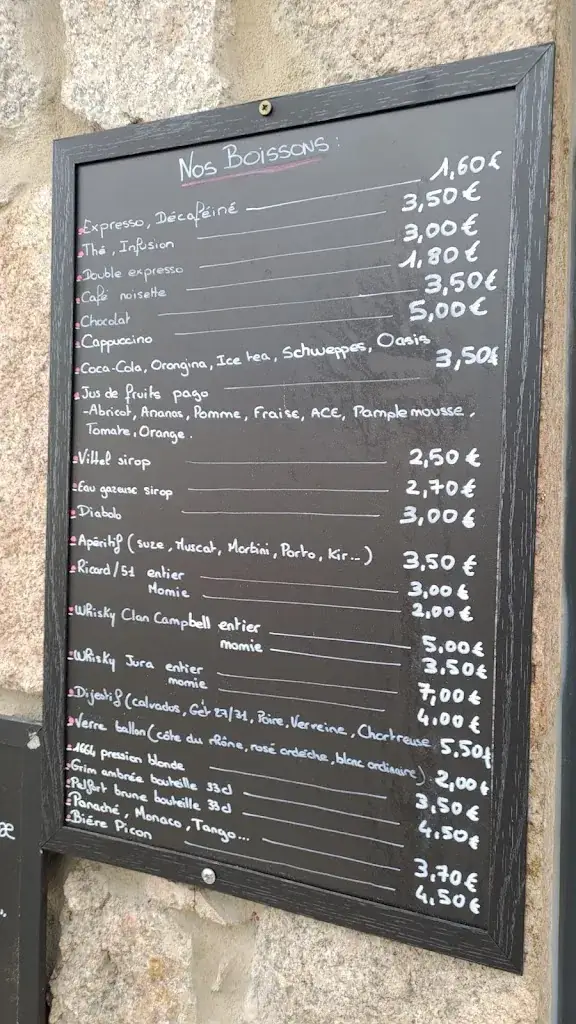 Nos Boissons :
Expresso, Décaféiné 1,60€
Thé, Infusion 3,50€
Double expresso 3,00€
Café noisette 1,80€
Chocolat 3,50€
Cappuccino 5,00€
Coca-Cola, Orangina, Ice tea, Schweppes, Oasis
Jus de fruits pago 3,50€
-Abricot, Ananas, Pomme, Fraise, ACE, Pamplemousse,
Tomate, Orange.
Vittel sirop 2,50€
Eau gazeuse sirop 2,70€
Diabolo 3,00€
Apéritif (suze, Muscat, Martini, Porto, Kir...) 3,50€
Ricard/51 entier 3,00€
Momie 2,00€
Whisky Clan Campbell entier 5,00€
momie 3,50€
Whisky Jura entier 7,00€
momie 4,00€
Digestif (calvados, Get 27/31, Poire, Verveine, Chartreuse 5,50€
Verre ballon (côte du rhône, rosé ardèche, blanc ordinaire) 2,00€
1664 pression blonde 3,50€
Grim ambrée bouteille 33cl 4,50€
Pelfort brune bouteille 33cl
Panaché, Monaco, Tango... 3,70€
Biére Picon 4,50€